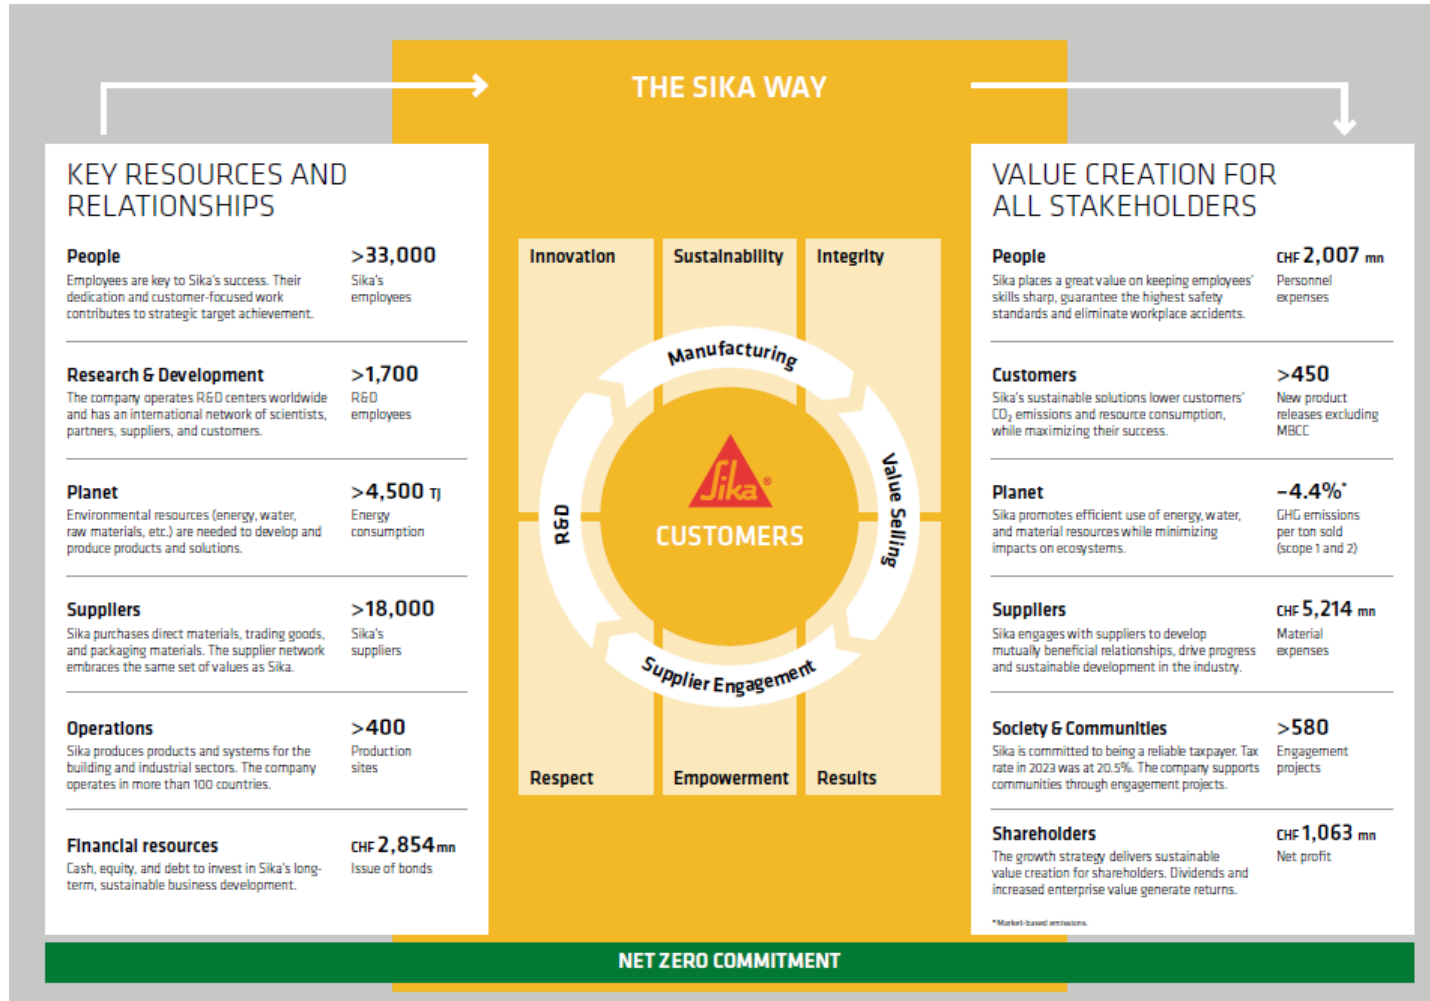 THE SIKA WAY
KEY RESOURCES AND
RELATIONSHIPS
People
Employees are key to Sika's success. Their
dedication and customer-focused work
contributes to strategic target achievement.
>33,000
Sika's
employees
Research & Development
The company operates R&D centers worldwide
and has an international network of scientists,
partners, suppliers, and customers.
>1,700
R&D
employees
Planet
Environmental resources (energy, water,
raw materials, etc.) are needed to develop and
produce products and solutions.
>4,500 TJ
Energy
consumption
Suppliers
Sika purchases direct materials, trading goods,
and packaging materials. The supplier network
embraces the same set of values as Sika.
>18,000
Sika's
suppliers
Operations
Sika produces products and systems for the
building and industrial sectors. The company
operates in more than 100 countries.
>400
Production
sites
Financial resources
Cash, equity, and debt to invest in Sika's long-
term, sustainable business development.
CHF 2,854 mn
Issue of bonds
Innovation
Sustainability
Integrity
Manufacturing
Value Selling
Supplier Engagement
R&D
Sika®
CUSTOMERS
Respect
Empowerment
Results
VALUE CREATION FOR
ALL STAKEHOLDERS
People
Sika places a great value on keeping employees'
skills sharp, guarantee the highest safety
standards and eliminate workplace accidents.
CHF 2,007 mn
Personnel
expenses
Customers
Sika's sustainable solutions lower customers'
CO₂ emissions and resource consumption,
while maximizing their success.
>450
New product
releases excluding
MBCC
Planet
Sika promotes efficient use of energy, water,
and material resources while minimizing
impacts on ecosystems.
−4.4%*
GHG emissions
per ton sold
(scope 1 and 2)
Suppliers
Sika engages with suppliers to develop
mutually beneficial relationships, drive progress
and sustainable development in the industry.
CHF 5,214 mn
Material
expenses
Society & Communities
Sika is committed to being a reliable taxpayer. Tax
rate in 2023 was at 20.5%. The company supports
communities through engagement projects.
>580
Engagement
projects
Shareholders
The growth strategy delivers sustainable
value creation for shareholders. Dividends and
increased enterprise value generate returns.
CHF 1,063 mn
Net profit
*Market-based emissions.
NET ZERO COMMITMENT